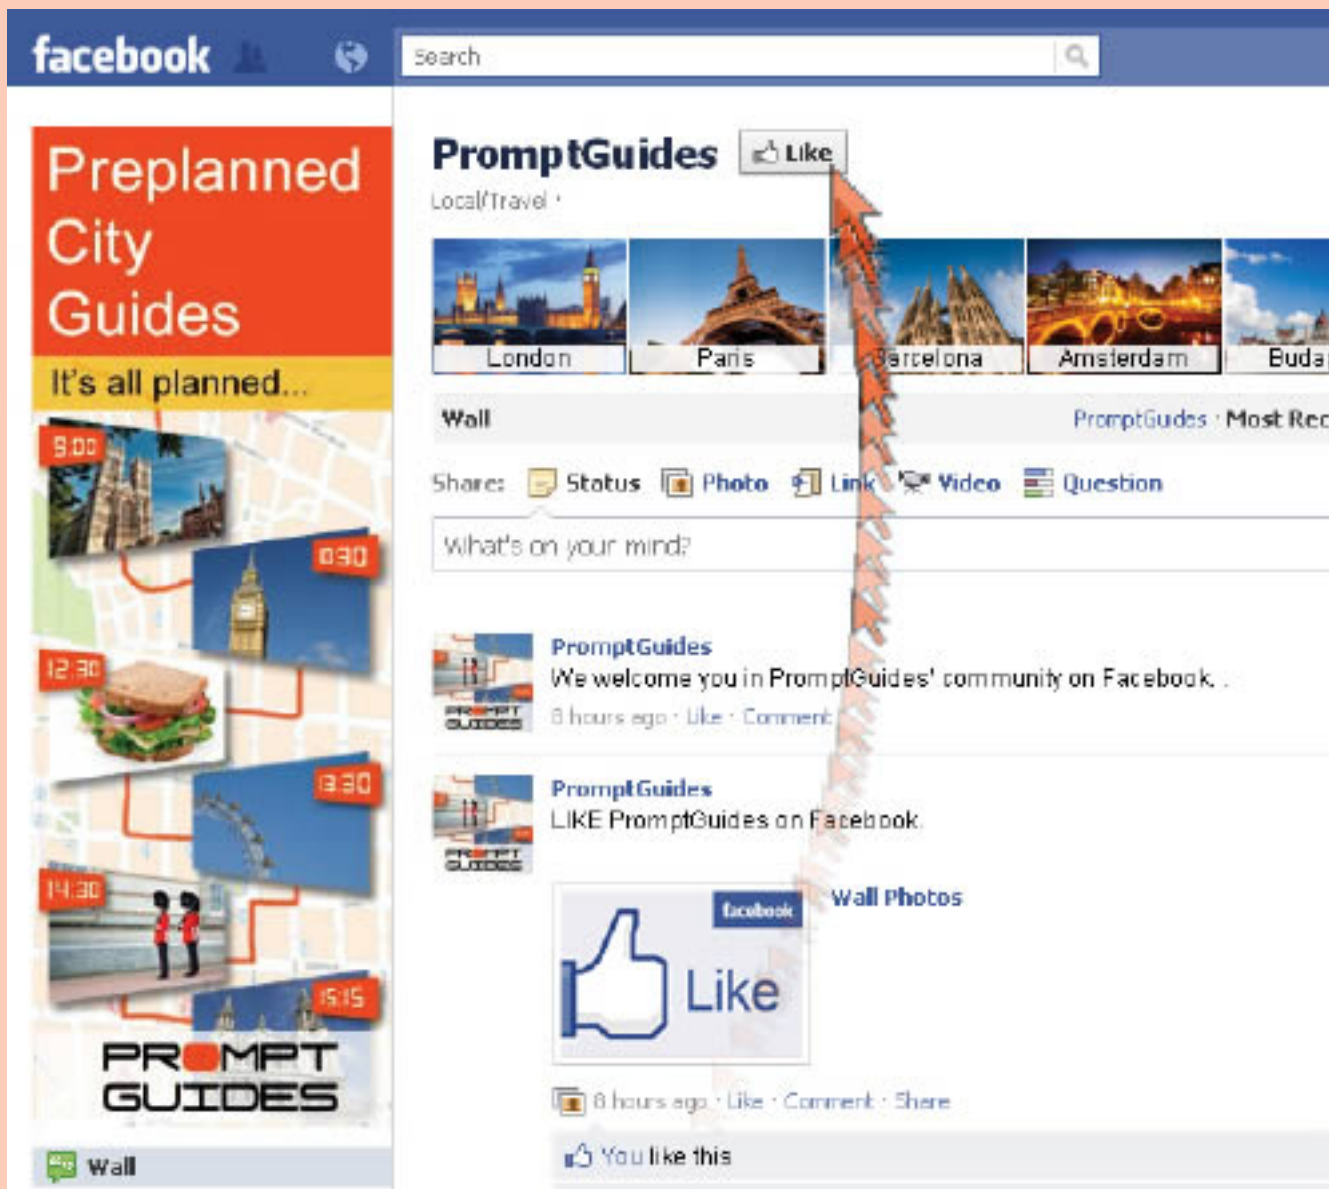 facebook
Search
Preplanned
City
Guides
It's all planned...
9:00
10:30
12:30
13:30
14:30
15:15
PROMPT
GUIDES
Wall
PromptGuides Like
Local/Travel ·
London Paris Barcelona Amsterdam
Wall PromptGuides · Most Rec
Share: Status Photo Link Video Question
What's on your mind?
PromptGuides
We welcome you in PromptGuides' community on Facebook. .
8 hours ago · Like · Comment
PROMPT
GUIDES
PromptGuides
LIKE PromptGuides on Facebook.
PROMPT
GUIDES
facebook
Like
Wall Photos
8 hours ago · Like · Comment · Share
You like this